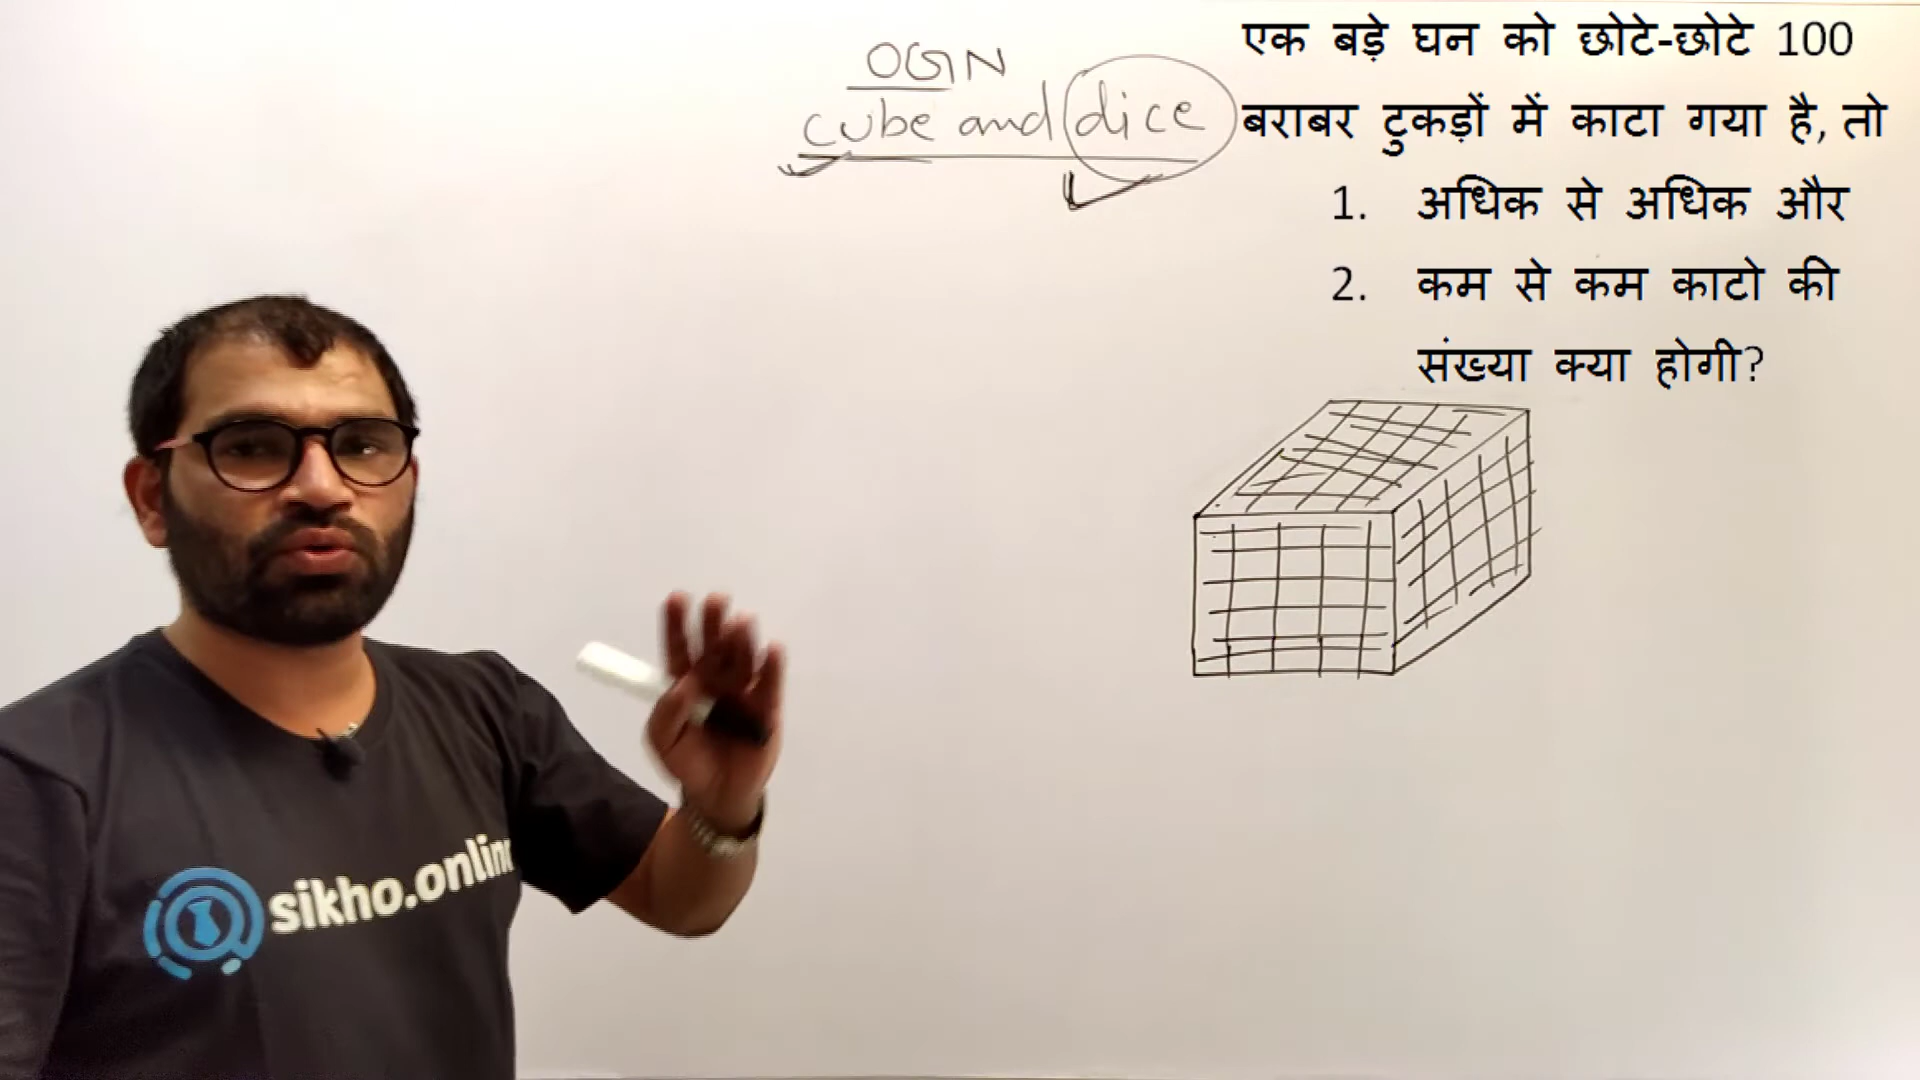 OGN
cube and dice
एक बड़े घन को छोटे-छोटे 100
बराबर टुकड़ों में काटा गया है, तो
1. अधिक से अधिक और
2. कम से कम काटो की
संख्या क्या होगी?
sikho.online